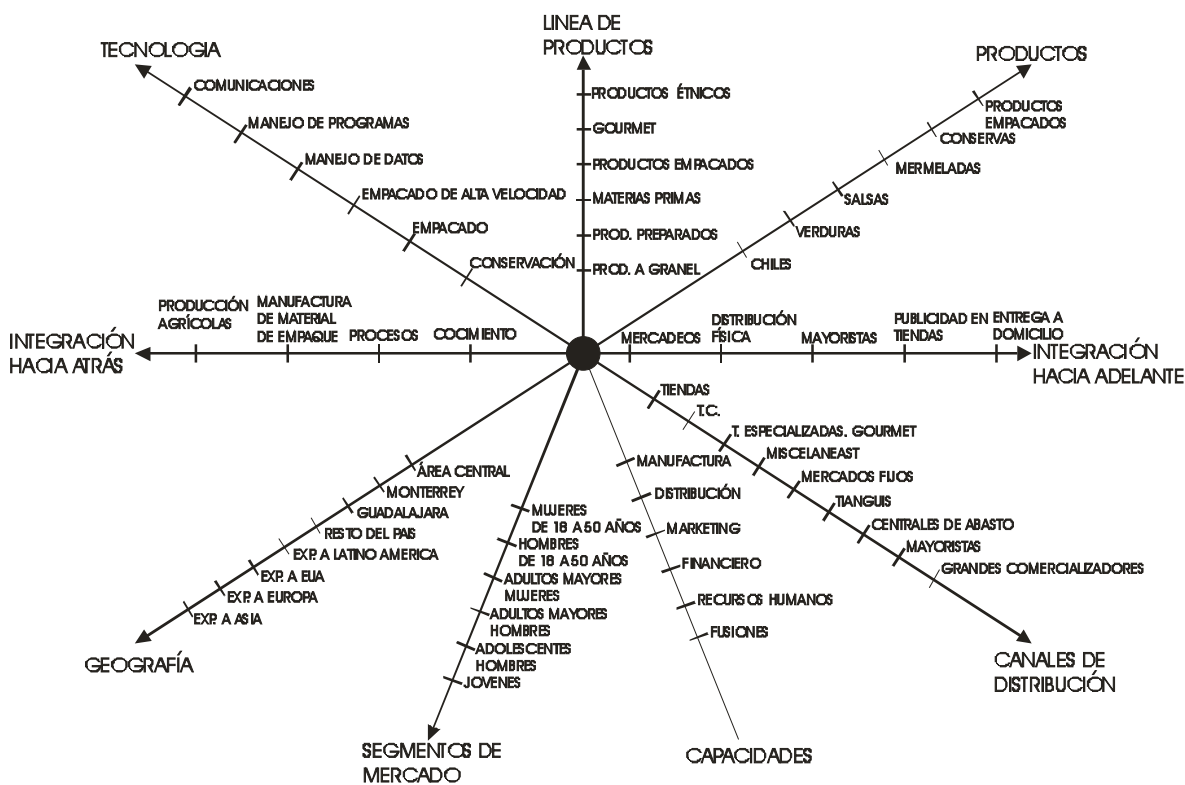 LINEA DE
PRODUCTOS
TECNOLOGIA
PRODUCTOS
COMUNICACIONES
MANEJO DE PROGRAMAS
MANEJO DE DATOS
EMPACADO DE ALTA VELOCIDAD
EMPACADO
CONSERVACIÓN
PRODUCTOS ÉTNICOS
GOURMET
PRODUCTOS EMPACADOS
MATERIAS PRIMAS
PROD. PREPARADOS
PROD. A GRANEL
PRODUCTOS
EMPACADOS
CONSERVAS
MERMELADAS
SALSAS
VERDURAS
CHILES
INTEGRACIÓN
HACIA ATRÁS
PRODUCCIÓN
AGRÍCOLAS
MANUFACTURA
DE MATERIAL
DE EMPAQUE
PROCESOS
COCIMIENTO
MERCADEOS
DISTRIBUCIÓN
FÍSICA
MAYORISTAS
PUBLICIDAD EN
TIENDAS
ENTREGA A
DOMICILIO
INTEGRACIÓN
HACIA ADELANTE
ÁREA CENTRAL
MONTERREY
GUADALAJARA
RESTO DEL PAIS
EXP. A LATINO AMERICA
EXP. A EUA
EXP. A EUROPA
EXP. A ASIA
GEOGRAFÍA
MUJERES
DE 18 A 50 AÑOS
HOMBRES
DE 18 A 50 AÑOS
ADULTOS MAYORES
MUJERES
ADULTOS MAYORES
HOMBRES
ADOLESCENTES
HOMBRES
JOVENES
SEGMENTOS DE
MERCADO
MANUFACTURA
DISTRIBUCIÓN
MARKETING
FINANCIERO
RECURSOS HUMANOS
FUSIONES
CAPACIDADES
TIENDAS
T.C.
T. ESPECIALIZADAS. GOURMET
MISCELANEAST
MERCADOS FIJOS
TIANGUIS
CENTRALES DE ABASTO
MAYORISTAS
GRANDES COMERCIALIZADORES
CANALES DE
DISTRIBUCIÓN